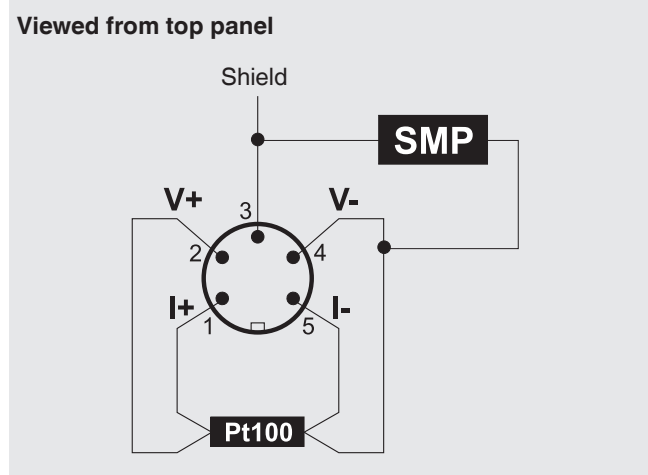 Viewed from top panel
Shield
SMP
V+
3
V-
2
4
I+
I-
1
5
Pt100